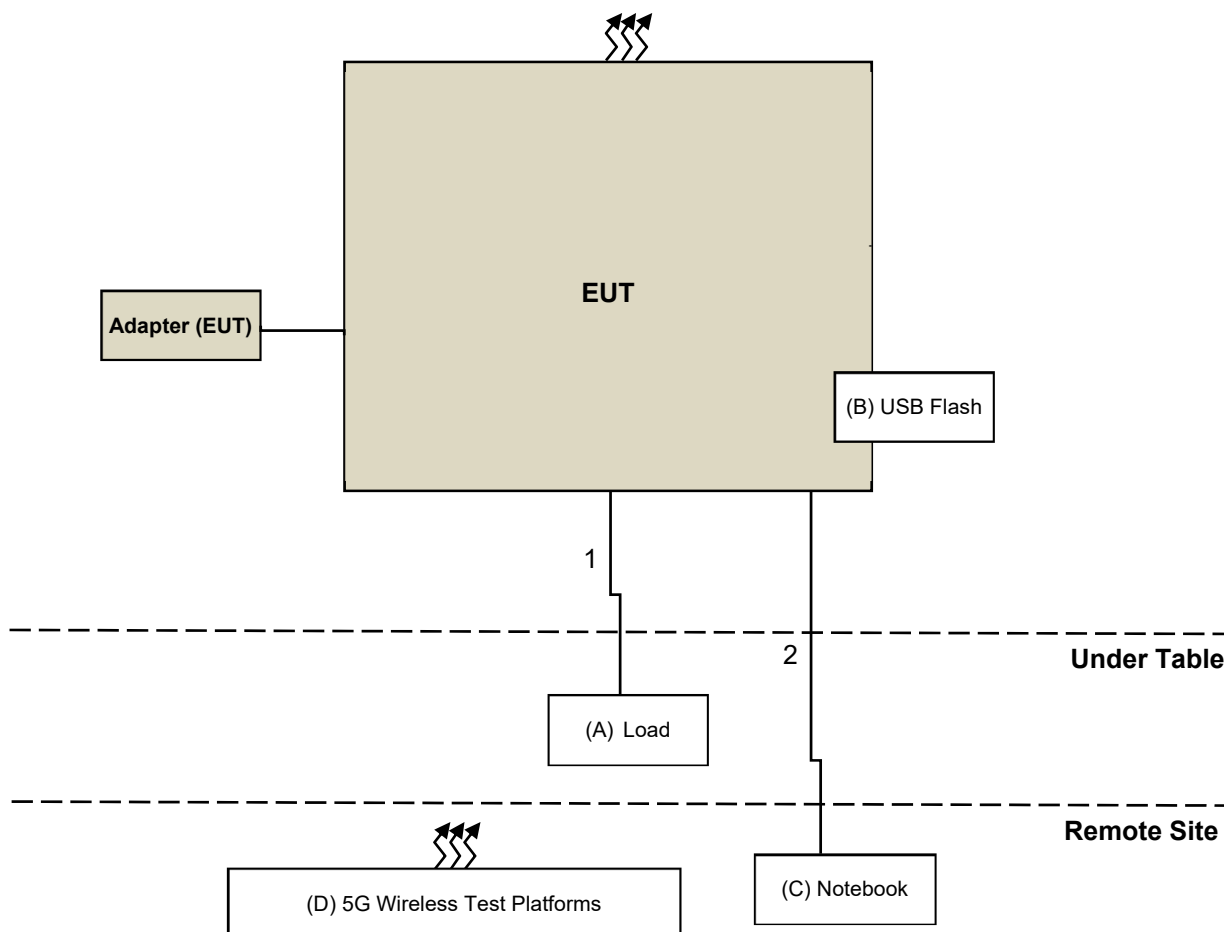 EUT
Adapter (EUT)
(B) USB Flash
1
2
Under Table
(A) Load
Remote Site
(C) Notebook
(D) 5G Wireless Test Platforms